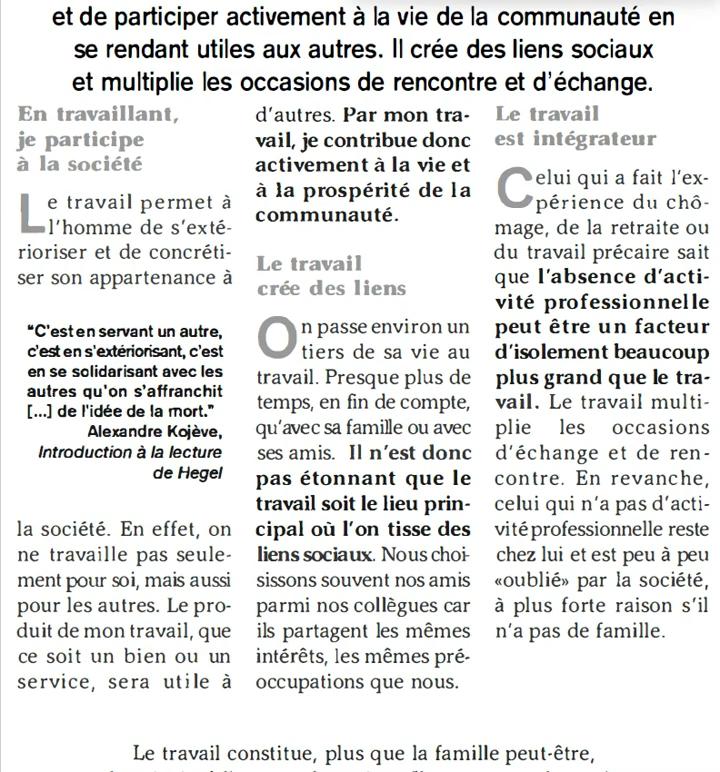 et de participer activement à la vie de la communauté en
se rendant utiles aux autres. Il crée des liens sociaux
et multiplie les occasions de rencontre et d'échange.
En travaillant,
je participe
à la société
Le travail permet à
l'homme de s'exté-
rioriser et de concréti-
ser son appartenance à
"C'est en servant un autre,
c'est en s'extériorisant, c'est
en se solidarisant avec les
autres qu'on s'affranchit
[...] de l'idée de la mort."
Alexandre Kojève,
Introduction à la lecture
de Hegel
la société. En effet, on
ne travaille pas seule-
ment pour soi, mais aussi
pour les autres. Le pro-
duit de mon travail, que
ce soit un bien ou un
service, sera utile à
d'autres. Par mon tra-
vail, je contribue donc
activement à la vie et
à la prospérité de la
communauté.
Le travail
crée des liens
On passe environ un
tiers de sa vie au
travail. Presque plus de
temps, en fin de compte,
qu'avec sa famille ou avec
ses amis. Il n'est donc
pas étonnant que le
travail soit le lieu prin-
cipal où l'on tisse des
liens sociaux. Nous choi-
sissons souvent nos amis
parmi nos collègues car
ils partagent les mêmes
intérêts, les mêmes pré-
occupations que nous.
Le travail
est intégrateur
Celui qui a fait l'ex-
périence du chô-
mage, de la retraite ou
du travail précaire sait
que l'absence d'acti-
vité professionnelle
peut être un facteur
d'isolement beaucoup
plus grand que le tra-
vail. Le travail multi-
plie les occasions
d'échange et de ren-
contre. En revanche,
celui qui n'a pas d'acti-
vité professionnelle reste
chez lui et est peu à peu
«oublié» par la société,
à plus forte raison s'il
n'a pas de famille.
Le travail constitue, plus que la famille peut-être,